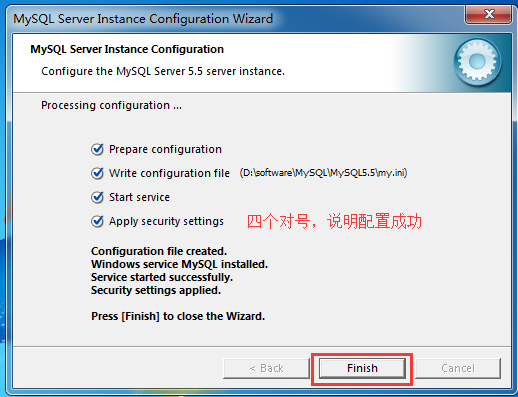 MySQL Server Instance Configuration Wizard
MySQL Server Instance Configuration
Configure the MySQL Server 5.5 server instance.
Processing configuration ...
Prepare configuration
Write configuration file (D:\software\MySQL\MySQL5.5\my.ini)
Start service
Apply security settings 四个对号，说明配置成功
Configuration file created.
Windows service MySQL installed.
Service started successfully.
Security settings applied.
Press [Finish] to close the Wizard.
< Back Finish Cancel